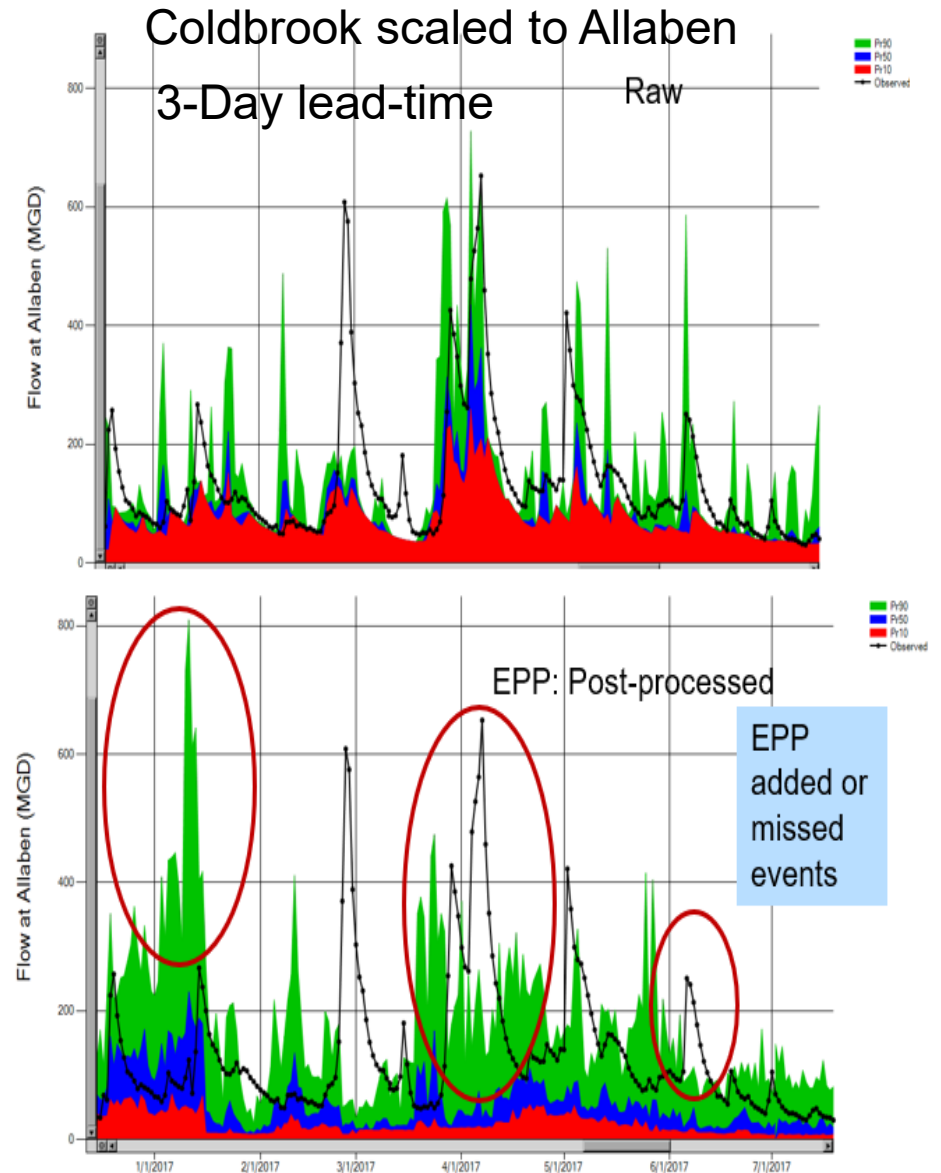 Coldbrook scaled to Allaben
3-Day lead-time
Raw
Pr90
Pr50
Pr10
Observed
Flow at Allaben (MGD)
800
600
400
200
0
EPP: Post-processed
Pr90
Pr50
Pr10
Observed
EPP
added or
missed
events
Flow at Allaben (MGD)
800
600
400
200
0
1/1/2017 2/1/2017 3/1/2017 4/1/2017 5/1/2017 6/1/2017 7/1/2017